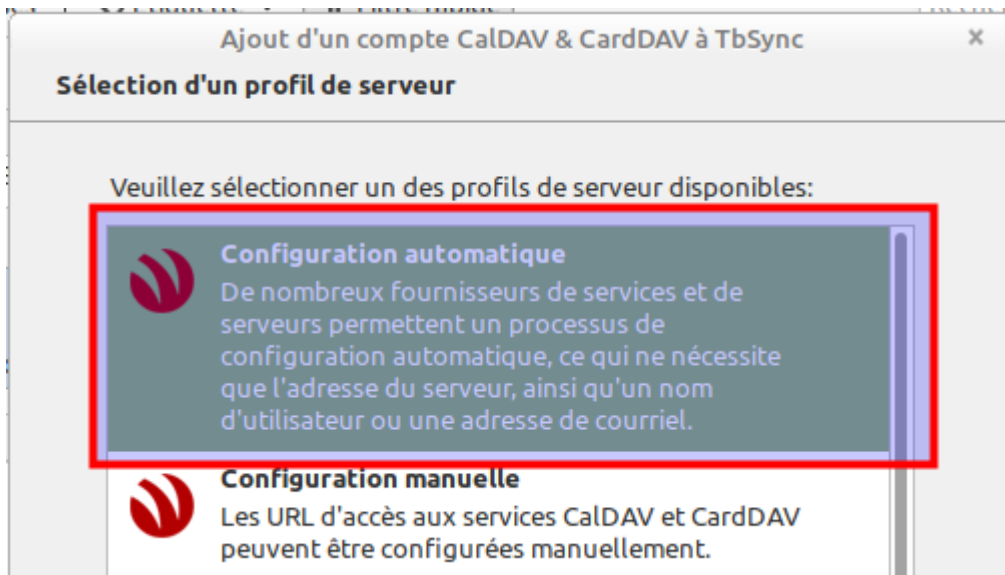 Ajout d'un compte CalDAV & CardDAV à TbSync
Sélection d'un profil de serveur
Veuillez sélectionner un des profils de serveur disponibles:
Configuration automatique
De nombreux fournisseurs de services et de
serveurs permettent un processus de
configuration automatique, ce qui ne nécessite
que l'adresse du serveur, ainsi qu'un nom
d'utilisateur ou une adresse de courriel.
Configuration manuelle
Les URL d'accès aux services CalDAV et CardDAV
peuvent être configurées manuellement.